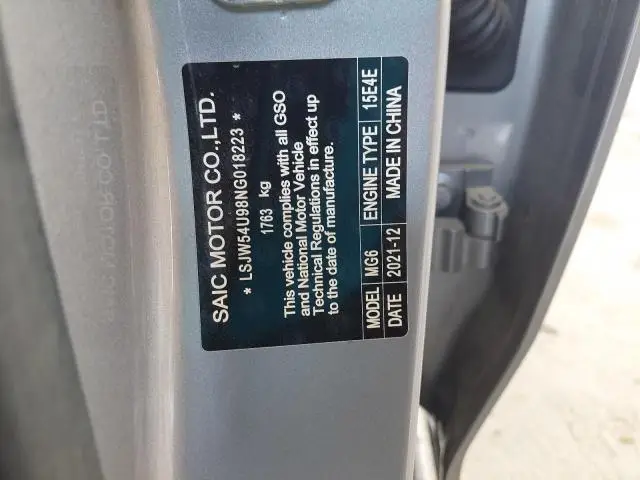 SAIC MOTOR CO.,LTD.
* LSJW54U98NG018223 *
1763 kg
This vehicle complies with all GSO
and National Motor Vehicle
Technical Regulations in effect up
to the date of manufacture.
MODEL MG6 ENGINE TYPE 15E4E
DATE 2021-12 MADE IN CHINA